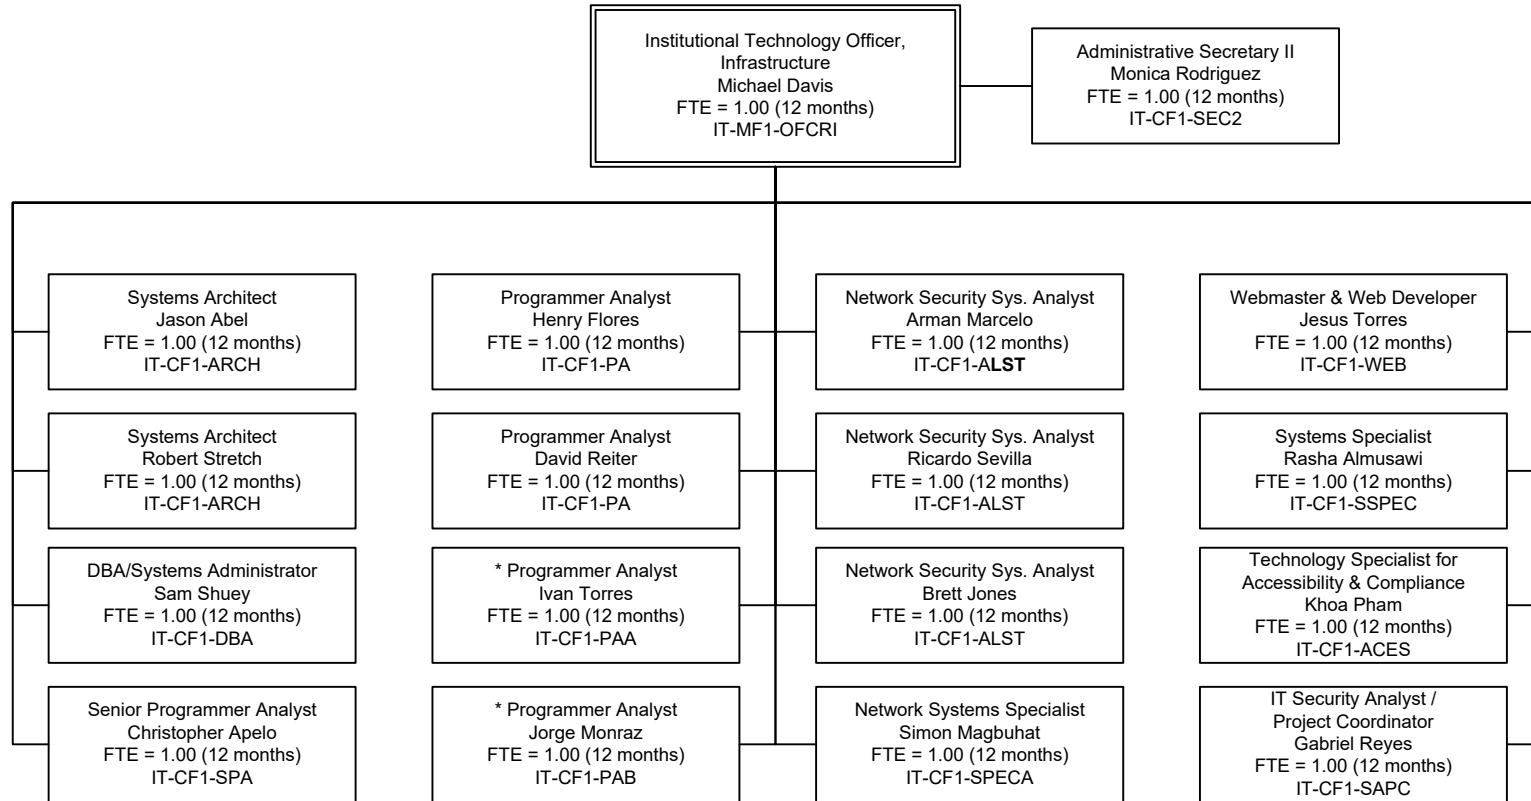 Institutional Technology Officer,
Infrastructure
Michael Davis
FTE = 1.00 (12 months)
IT-MF1-OFCRI
Administrative Secretary II
Monica Rodriguez
FTE = 1.00 (12 months)
IT-CF1-SEC2
Systems Architect
Jason Abel
FTE = 1.00 (12 months)
IT-CF1-ARCH
Programmer Analyst
Henry Flores
FTE = 1.00 (12 months)
IT-CF1-PA
Network Security Sys. Analyst
Arman Marcelo
FTE = 1.00 (12 months)
IT-CF1-ALST
Webmaster & Web Developer
Jesus Torres
FTE = 1.00 (12 months)
IT-CF1-WEB
Systems Architect
Robert Stretch
FTE = 1.00 (12 months)
IT-CF1-ARCH
Programmer Analyst
David Reiter
FTE = 1.00 (12 months)
IT-CF1-PA
Network Security Sys. Analyst
Ricardo Sevilla
FTE = 1.00 (12 months)
IT-CF1-ALST
Systems Specialist
Rasha Almusawi
FTE = 1.00 (12 months)
IT-CF1-SSPEC
DBA/Systems Administrator
Sam Shuey
FTE = 1.00 (12 months)
IT-CF1-DBA
* Programmer Analyst
Ivan Torres
FTE = 1.00 (12 months)
IT-CF1-PAA
Network Security Sys. Analyst
Brett Jones
FTE = 1.00 (12 months)
IT-CF1-ALST
Technology Specialist for
Accessibility & Compliance
Khoa Pham
FTE = 1.00 (12 months)
IT-CF1-ACES
Senior Programmer Analyst
Christopher Apelo
FTE = 1.00 (12 months)
IT-CF1-SPA
* Programmer Analyst
Jorge Monraz
FTE = 1.00 (12 months)
IT-CF1-PAB
Network Systems Specialist
Simon Magbuhat
FTE = 1.00 (12 months)
IT-CF1-SPECA
IT Security Analyst /
Project Coordinator
Gabriel Reyes
FTE = 1.00 (12 months)
IT-CF1-SAPC